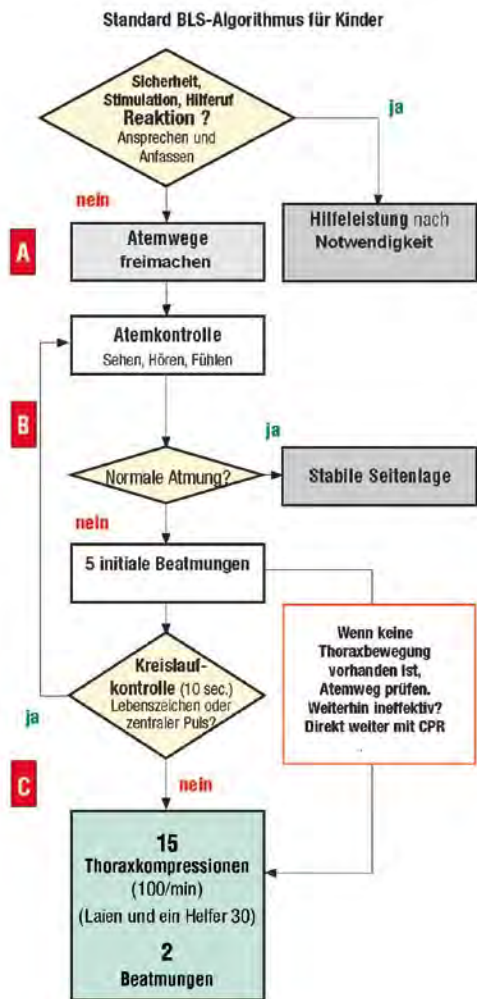 Standard BLS-Algorithmus für Kinder
Sicherheit,
Stimulation, Hilferuf
Reaktion ?
Ansprechen und
Anfassen
ja
nein
Hilfeleistung nach
Notwendigkeit
A
Atemwege
freimachen
Atemkontrolle
Sehen, Hören, Fühlen
B
ja
Normale Atmung?
Stabile Seitenlage
nein
5 initiale Beatmungen
Wenn keine
Thoraxbewegung
vorhanden ist,
Atemweg prüfen.
Weiterhin ineffektiv?
Direkt weiter mit CPR
Kreislauf-
kontrolle (10 sec.)
Lebenszeichen oder
zentraler Puls?
ja
C
nein
15
Thoraxkompressionen
(100/min)
(Laien und ein Helfer 30)
2
Beatmungen